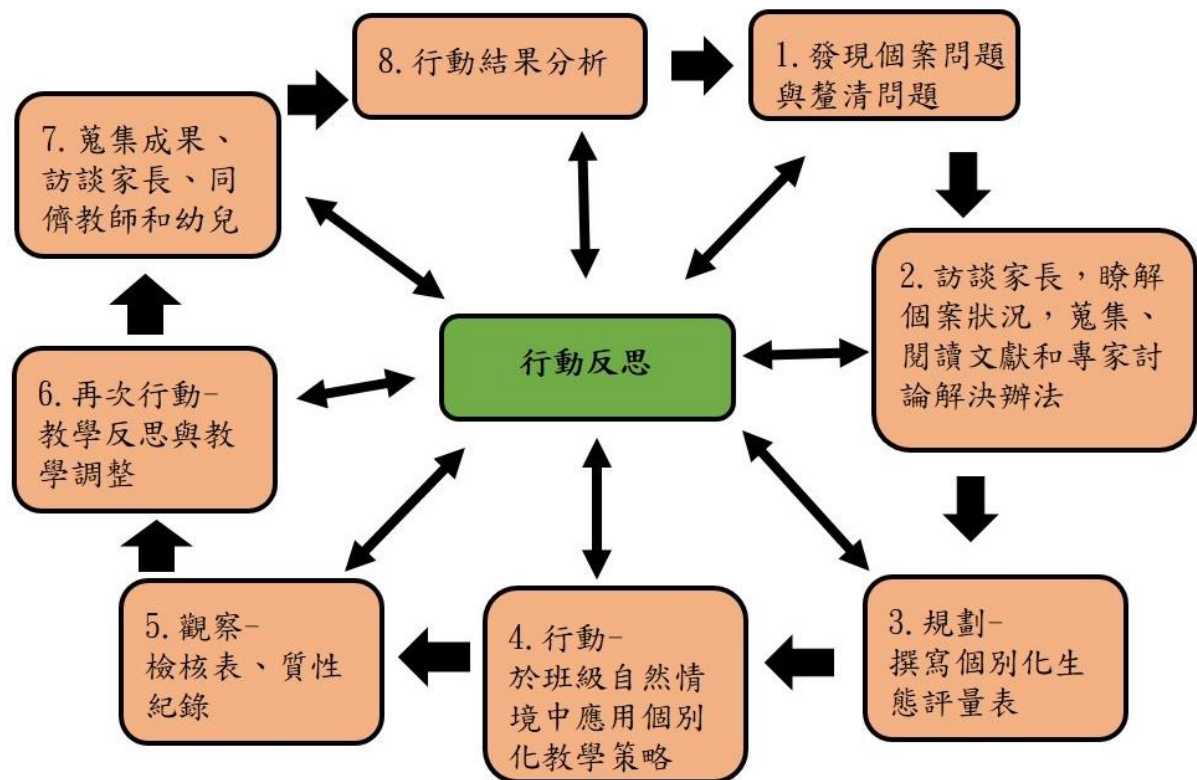 1.發現個案問題
與釐清問題
2.訪談家長，瞭解
個案狀況，蒐集、
閱讀文獻和專家討
論解決辦法
3.規劃-
撰寫個別化生
態評量表
4.行動-
於班級自然情
境中應用個別
化教學策略
5.觀察-
檢核表、質性
紀錄
6.再次行動-
教學反思與教
學調整
7.蒐集成果、
訪談家長、同
儕教師和幼兒
8.行動結果分析
行動反思